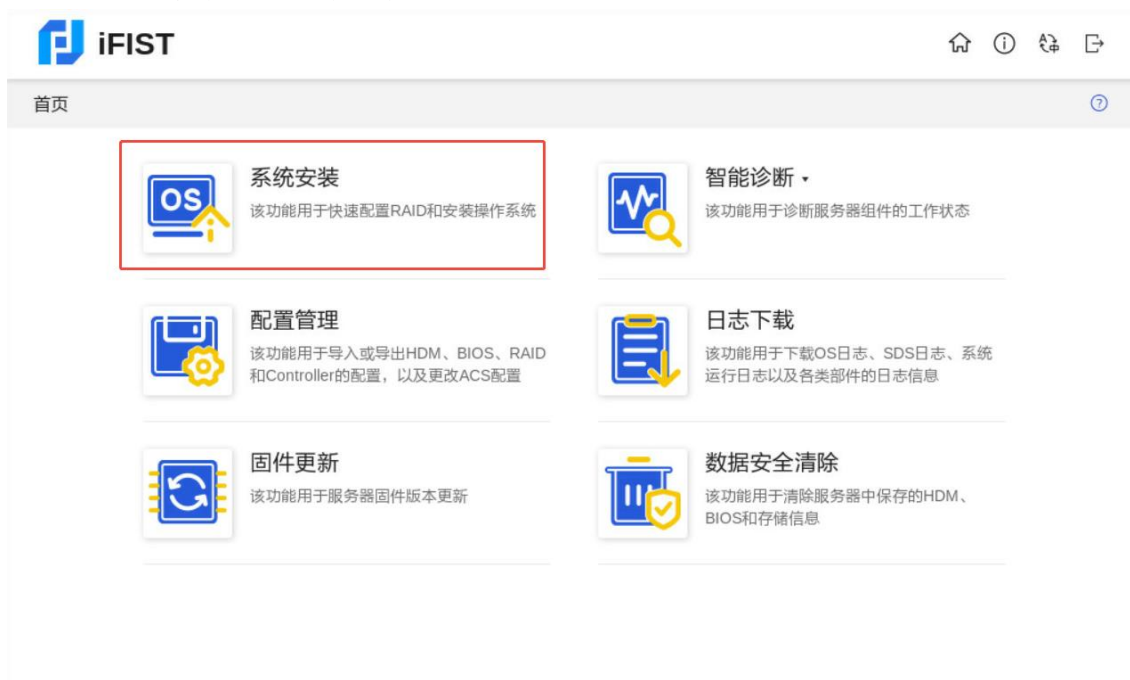 iFIST
首页
系统安装
该功能用于快速配置RAID和安装操作系统
智能诊断
该功能用于诊断服务器组件的工作状态
配置管理
该功能用于导入或导出HDM、BIOS、RAID
和Controller的配置，以及更改ACS配置
日志下载
该功能用于下载OS日志、SDS日志、系统
运行日志以及各类部件的日志信息
固件更新
该功能用于服务器固件版本更新
数据安全清除
该功能用于清除服务器中保存的HDM、
BIOS和存储信息
OS